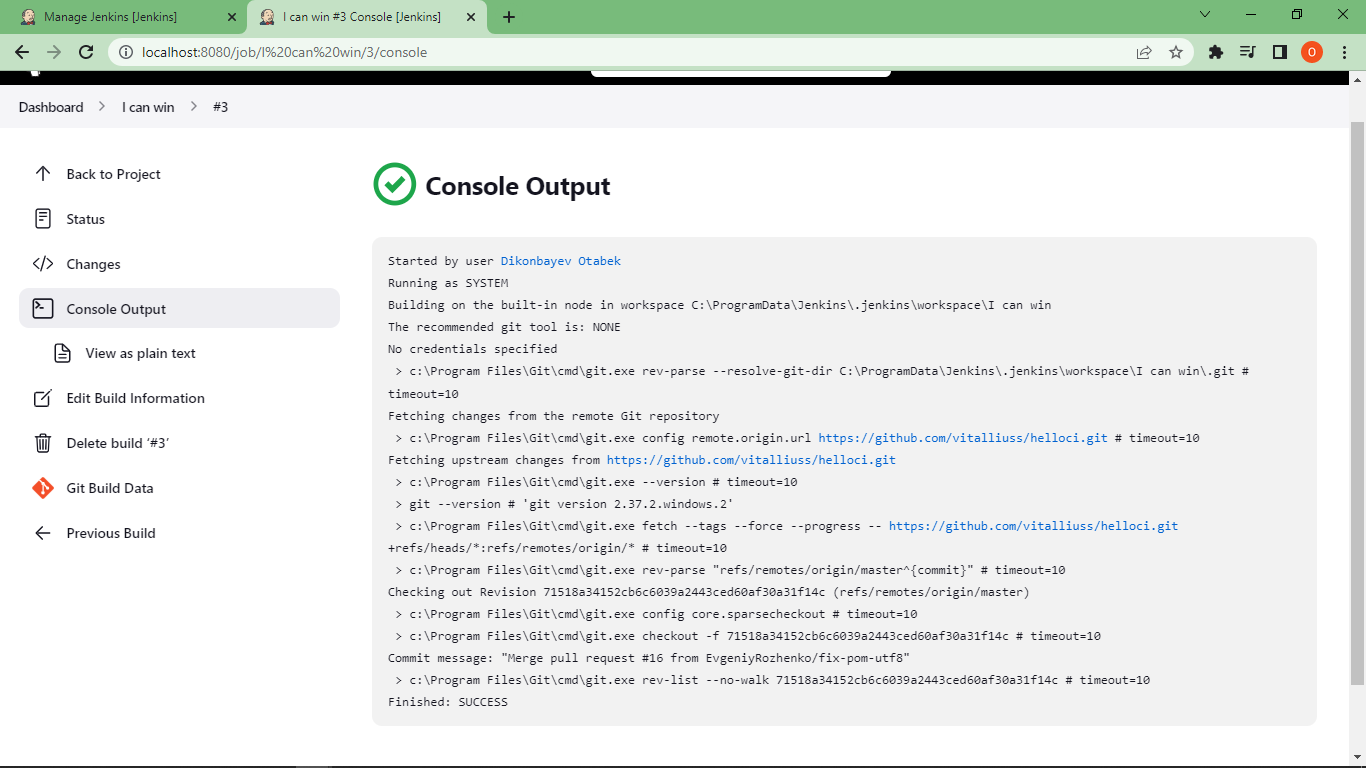 Manage Jenkins [Jenkins]
I can win #3 Console [Jenkins]
localhost:8080/job/I%20can%20win/3/console
O
Dashboard
I can win
#3
Back to Project
Status
Changes
Console Output
View as plain text
Edit Build Information
Delete build ‘#3’
Git Build Data
Previous Build
Console Output
Started by user Dikonbayev Otabek
Running as SYSTEM
Building on the built-in node in workspace C:\ProgramData\Jenkins\.jenkins\workspace\I can win
The recommended git tool is: NONE
No credentials specified
> c:\Program Files\Git\cmd\git.exe rev-parse --resolve-git-dir C:\ProgramData\Jenkins\.jenkins\workspace\I can win\.git #
timeout=10
Fetching changes from the remote Git repository
> c:\Program Files\Git\cmd\git.exe config remote.origin.url https://github.com/vitalliuss/helloci.git # timeout=10
Fetching upstream changes from https://github.com/vitalliuss/helloci.git
> c:\Program Files\Git\cmd\git.exe --version # timeout=10
> git --version # 'git version 2.37.2.windows.2'
> c:\Program Files\Git\cmd\git.exe fetch --tags --force --progress -- https://github.com/vitalliuss/helloci.git
+refs/heads/*:refs/remotes/origin/* # timeout=10
> c:\Program Files\Git\cmd\git.exe rev-parse "refs/remotes/origin/master^{commit}" # timeout=10
Checking out Revision 71518a34152cb6c6039a2443ced60af30a31f14c (refs/remotes/origin/master)
> c:\Program Files\Git\cmd\git.exe config core.sparsecheckout # timeout=10
> c:\Program Files\Git\cmd\git.exe checkout -f 71518a34152cb6c6039a2443ced60af30a31f14c # timeout=10
Commit message: "Merge pull request #16 from EvgeniyRozhenko/fix-pom-utf8"
> c:\Program Files\Git\cmd\git.exe rev-list --no-walk 71518a34152cb6c6039a2443ced60af30a31f14c # timeout=10
Finished: SUCCESS